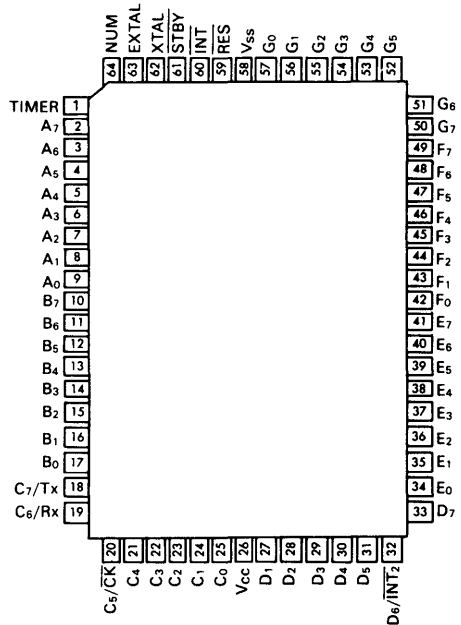 NUM EXTAL XTAL S̅T̅B̅Y̅ I̅N̅T̅ R̅E̅S̅ Vss G0 G1 G2 G3 G4 G5
64 63 62 61 60 59 58 57 56 55 54 53 52
TIMER 1 51 G6
A7 2 50 G7
A6 3 49 F7
A5 4 48 F6
A4 5 47 F5
A3 6 46 F4
A2 7 45 F3
A1 8 44 F2
A0 9 43 F1
B7 10 42 F0
B6 11 41 E7
B5 12 40 E6
B4 13 39 E5
B3 14 38 E4
B2 15 37 E3
B1 16 36 E2
B0 17 35 E1
C7/Tx 18 34 E0
C6/Rx 19 33 D7
20 21 22 23 24 25 26 27 28 29 30 31 32
C5/C̅K̅ C4 C3 C2 C1 C0 Vcc D1 D2 D3 D4 D5 D6/I̅N̅T̅2